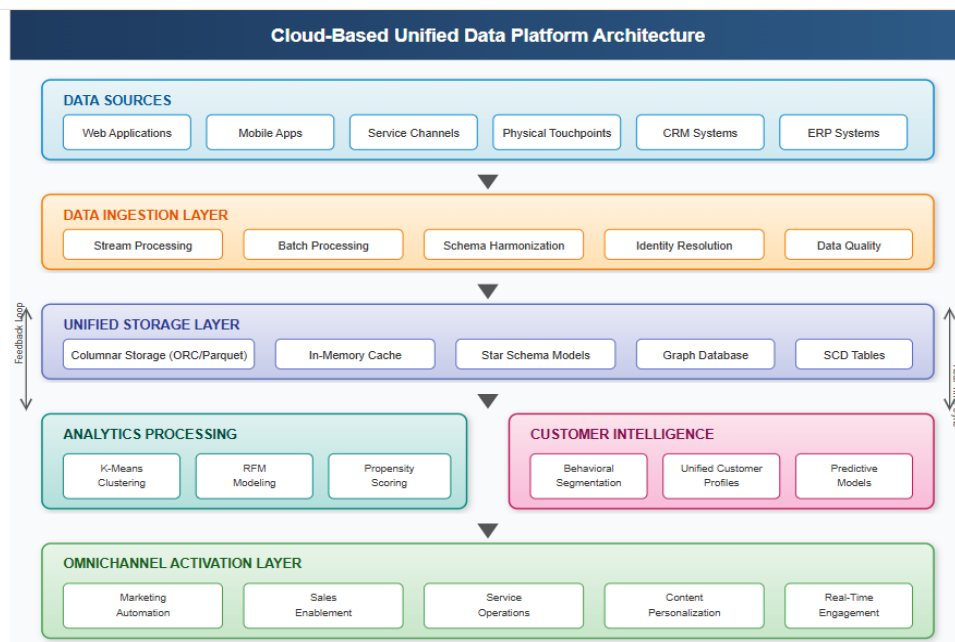 Cloud-Based Unified Data Platform Architecture
DATA SOURCES
Web Applications
Mobile Apps
Service Channels
Physical Touchpoints
CRM Systems
ERP Systems
DATA INGESTION LAYER
Stream Processing
Batch Processing
Schema Harmonization
Identity Resolution
Data Quality
Feedback Loop
UNIFIED STORAGE LAYER
Columnar Storage (ORC/Parquet)
In-Memory Cache
Star Schema Models
Graph Database
SCD Tables
ANALYTICS PROCESSING
K-Means
Clustering
RFM
Modeling
Propensity
Scoring
CUSTOMER INTELLIGENCE
Behavioral
Segmentation
Unified Customer
Profiles
Predictive
Models
OMNICHANNEL ACTIVATION LAYER
Marketing
Automation
Sales
Enablement
Service
Operations
Content
Personalization
Real-Time
Engagement